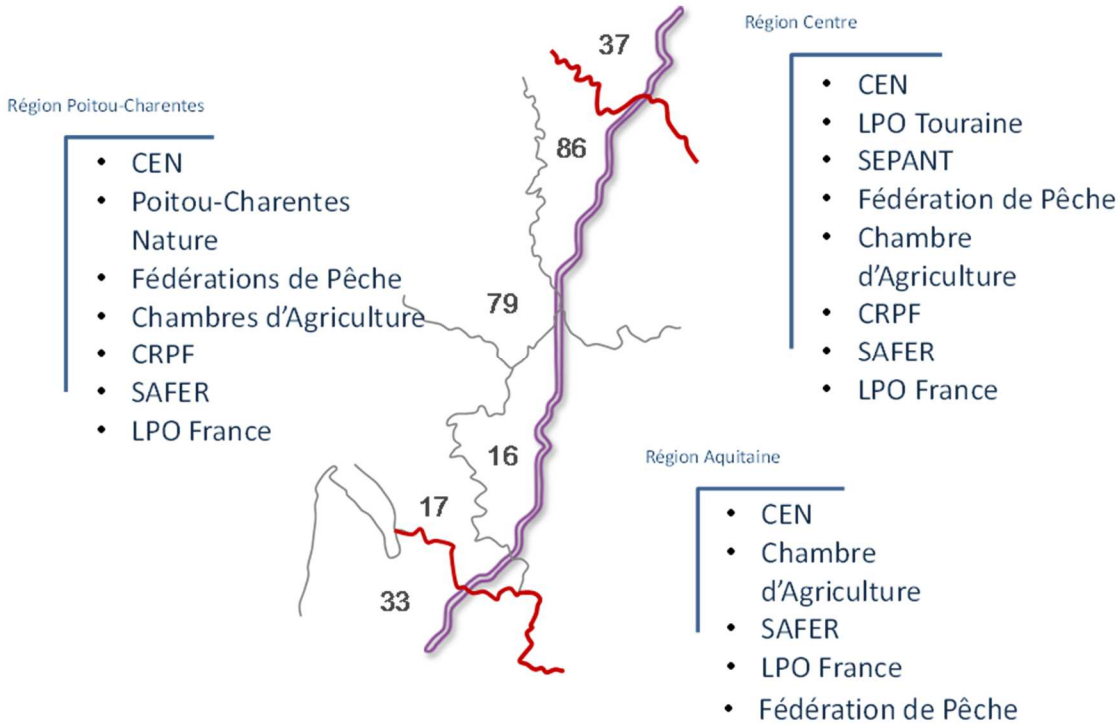 Région Poitou-Charentes
• CEN
• Poitou-Charentes
Nature
• Fédérations de Pêche
• Chambres d'Agriculture
• CRPF
• SAFER
• LPO France
37
86
79
16
17
33
Région Centre
• CEN
• LPO Touraine
• SEPANT
• Fédération de Pêche
• Chambre
d'Agriculture
• CRPF
• SAFER
• LPO France
Région Aquitaine
• CEN
• Chambre
d'Agriculture
• SAFER
• LPO France
• Fédération de Pêche